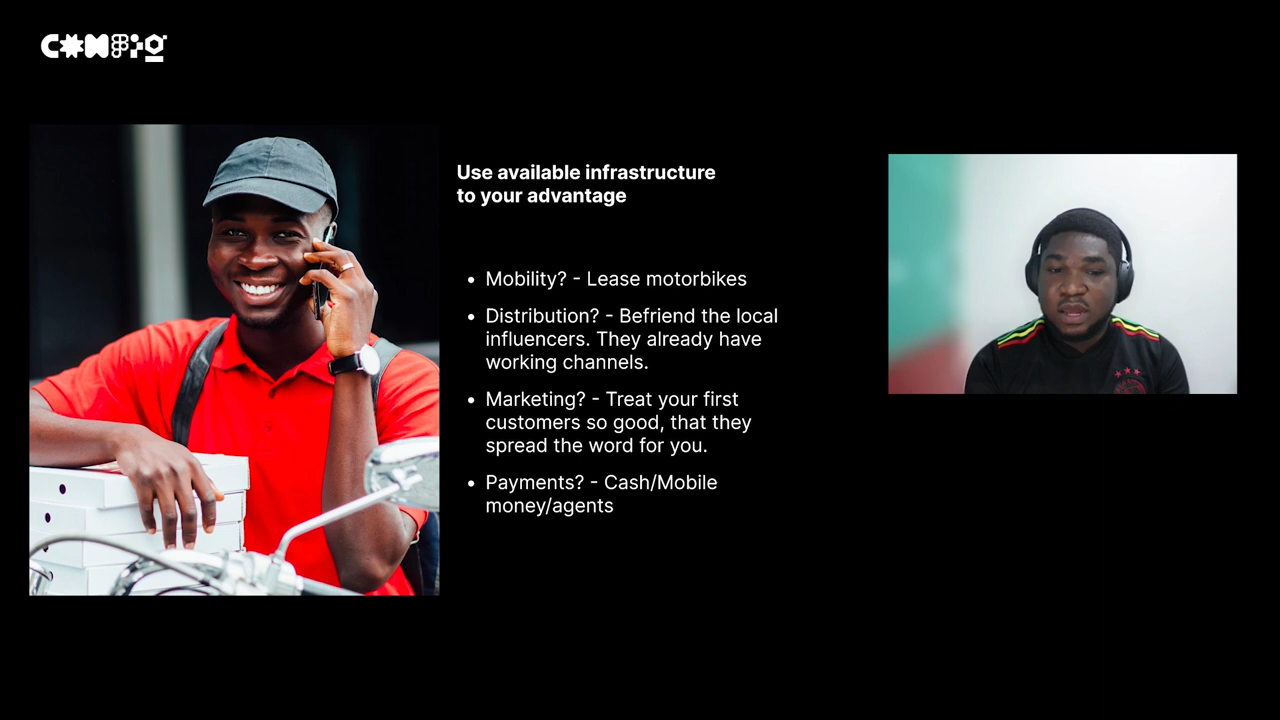 CONFIG
Use available infrastructure
to your advantage
• Mobility? - Lease motorbikes
• Distribution? - Befriend the local
influencers. They already have
working channels.
• Marketing? - Treat your first
customers so good, that they
spread the word for you.
• Payments? - Cash/Mobile
money/agents